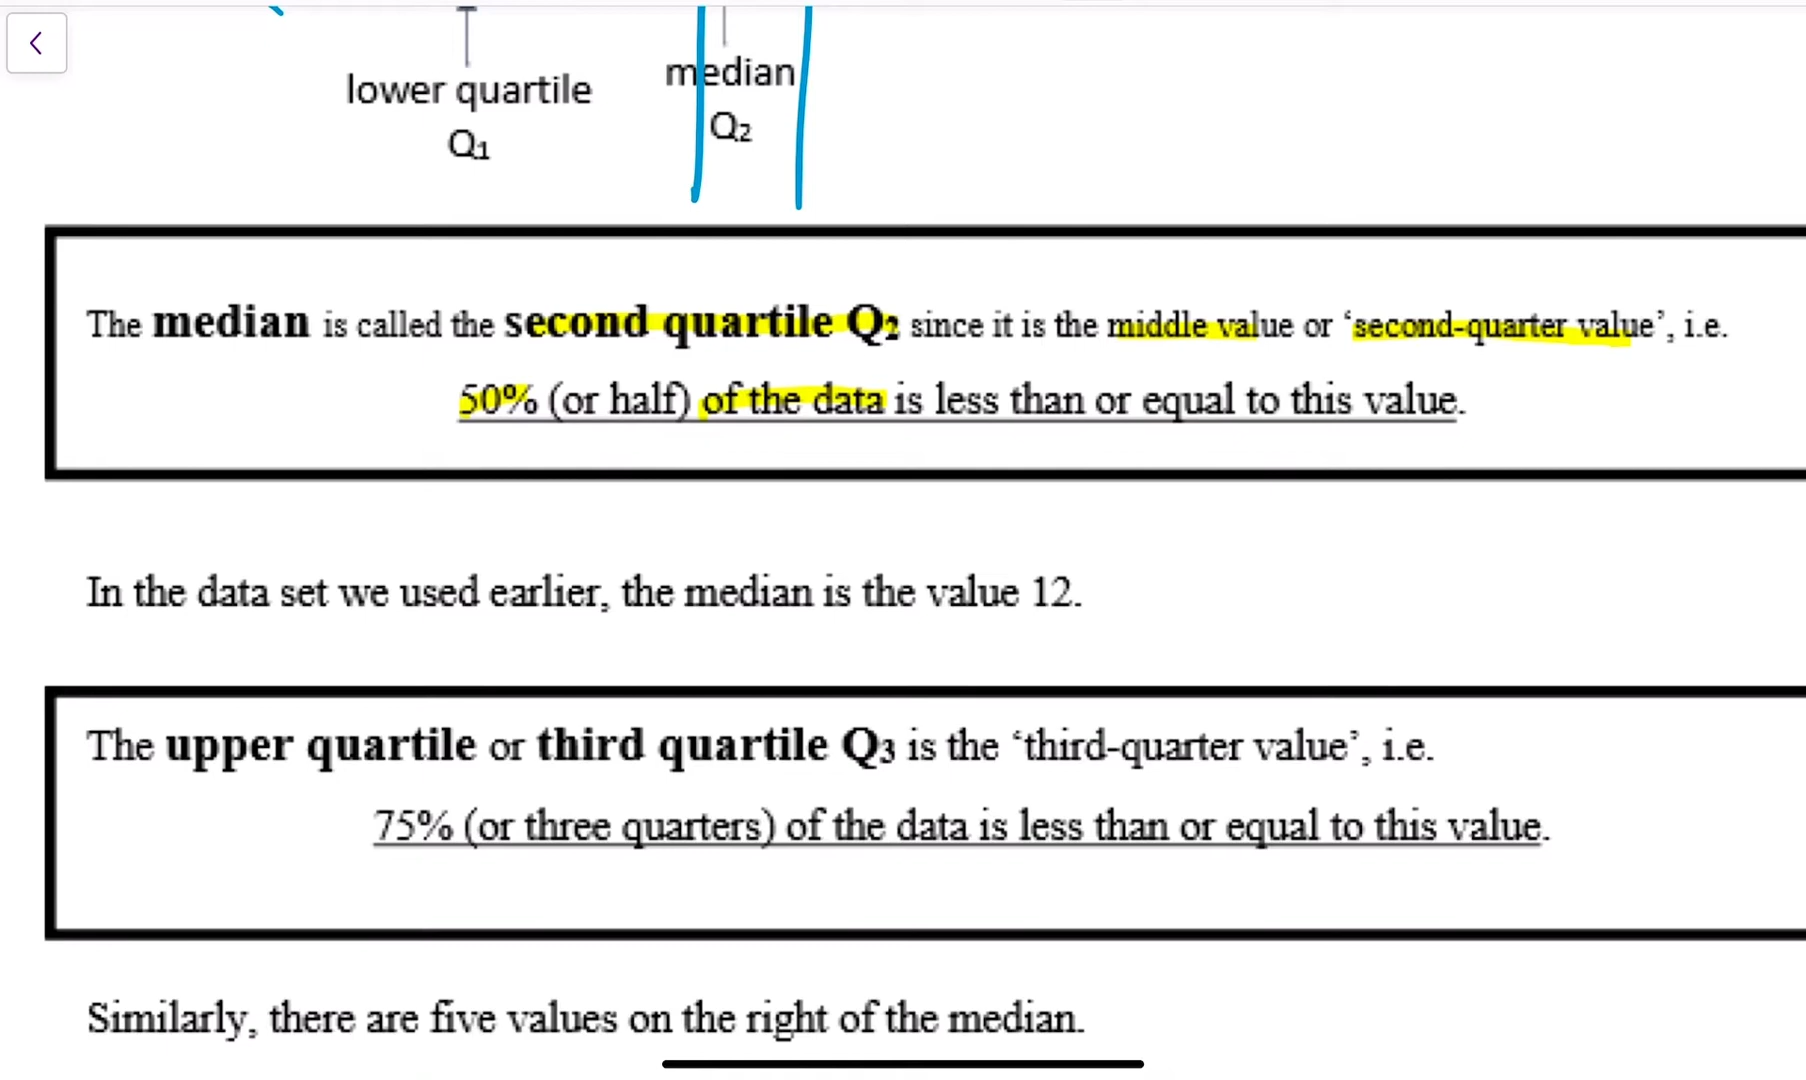 lower quartile
median
Q₁
Q₂
The median is called the second quartile Q₂ since it is the middle value or ‘second-quarter value’, i.e.
50% (or half) of the data is less than or equal to this value.
In the data set we used earlier, the median is the value 12.
The upper quartile or third quartile Q₃ is the ‘third-quarter value’, i.e.
75% (or three quarters) of the data is less than or equal to this value.
Similarly, there are five values on the right of the median.